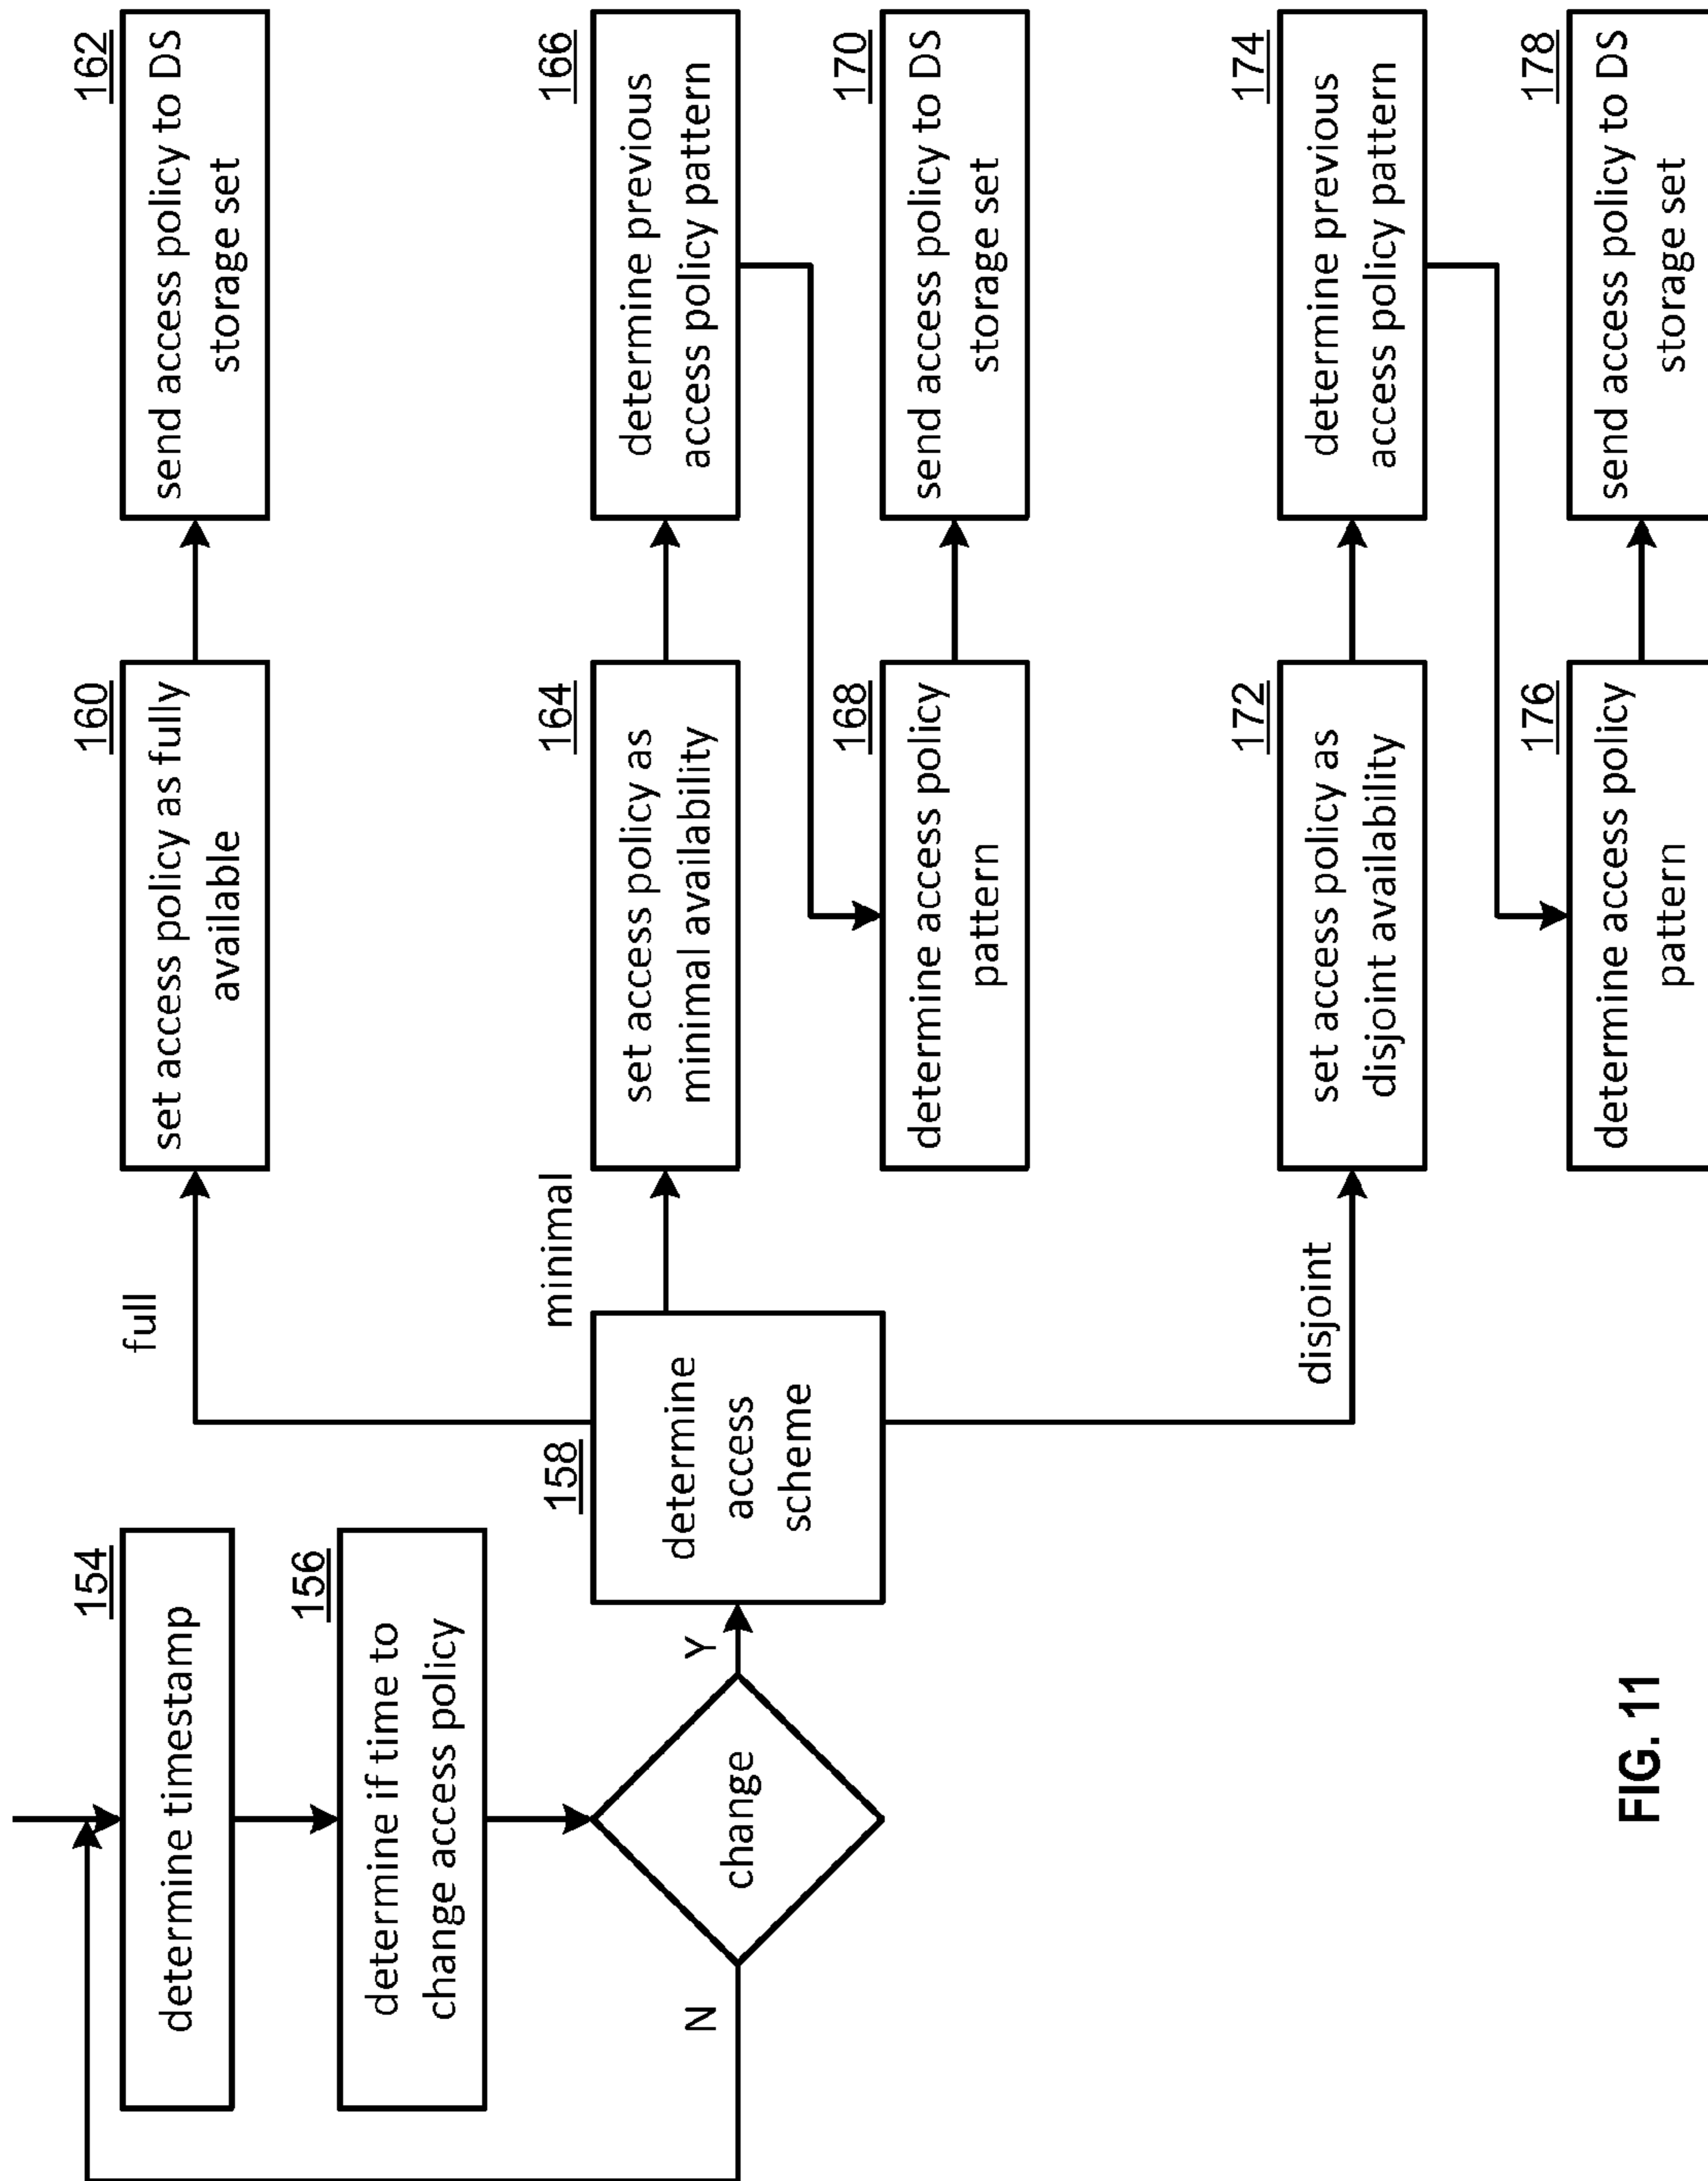 154
determine timestamp
156
determine if time to
change access policy
change
N
Y
158
determine
access
scheme
full
160
set access policy as fully
available
162
send access policy to DS
storage set
minimal
164
set access policy as
minimal availability
166
determine previous
access policy pattern
168
determine access policy
pattern
170
send access policy to DS
storage set
disjoint
172
set access policy as
disjoint availability
174
determine previous
access policy pattern
176
determine access policy
pattern
178
send access policy to DS
storage set
FIG. 11